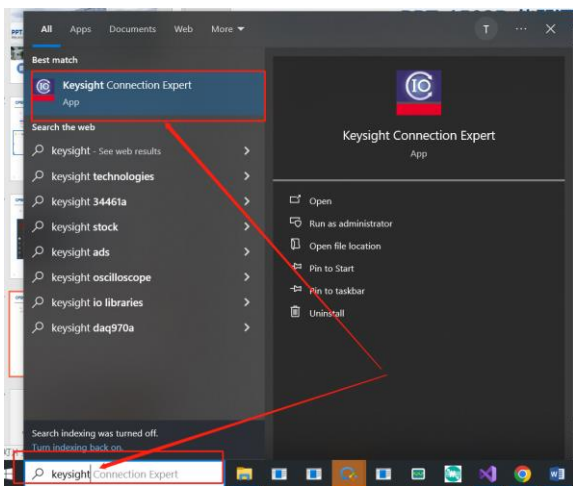 All Apps Documents Web More
T ... ×
Best match
Keysight Connection Expert
App
Search the web
keysight - See web results
keysight technologies
keysight 34461a
keysight stock
keysight ads
keysight oscilloscope
keysight io libraries
keysight daq970a
Search indexing was turned off.
Turn indexing back on.
keysight Connection Expert
IO
Keysight Connection Expert
App
Open
Run as administrator
Open file location
Pin to Start
Pin to taskbar
Uninstall